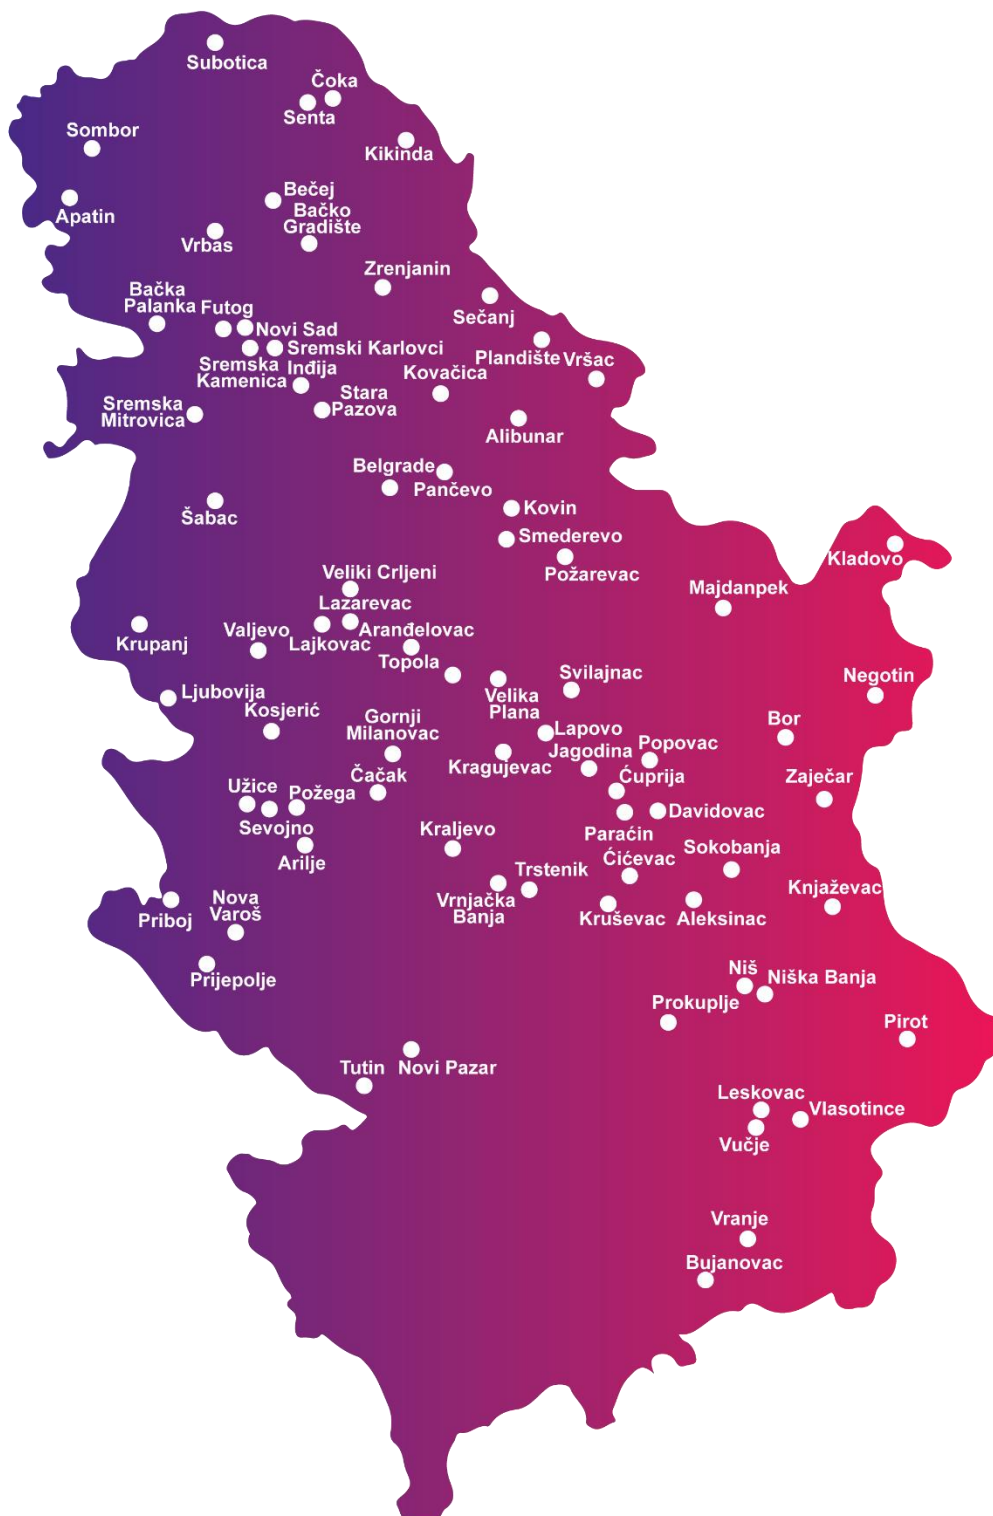 Subotica
Čoka
Senta
Sombor
Kikinda
Bečej
Apatin
Bačko
Gradište
Vrbas
Zrenjanin
Bačka
Palanka
Futog
Sečanj
Novi Sad
Sremski Karlovci
Plandište
Vršac
Sremska
Kamenica
Inđija
Kovačica
Stara
Pazova
Sremska
Mitrovica
Alibunar
Belgrade
Pančevo
Šabac
Kovin
Smederevo
Požarevac
Kladovo
Veliki Crljeni
Majdanpek
Lazarevac
Krupanj
Valjevo
Lajkovac
Aranđelovac
Topola
Svilajnac
Negotin
Ljubovija
Velika
Plana
Kosjerić
Gornji
Milanovac
Lapovo
Bor
Jagodina
Popovac
Kragujevac
Čačak
Ćuprija
Zaječar
Užice
Požega
Sevojno
Davidovac
Kraljevo
Paraćin
Arilje
Ćićevac
Sokobanja
Trstenik
Knjaževac
Nova
Varoš
Vrnjačka
Banja
Priboj
Kruševac
Aleksinac
Prijepolje
Niš
Niška Banja
Prokuplje
Pirot
Tutin
Novi Pazar
Leskovac
Vlasotince
Vučje
Vranje
Bujanovac